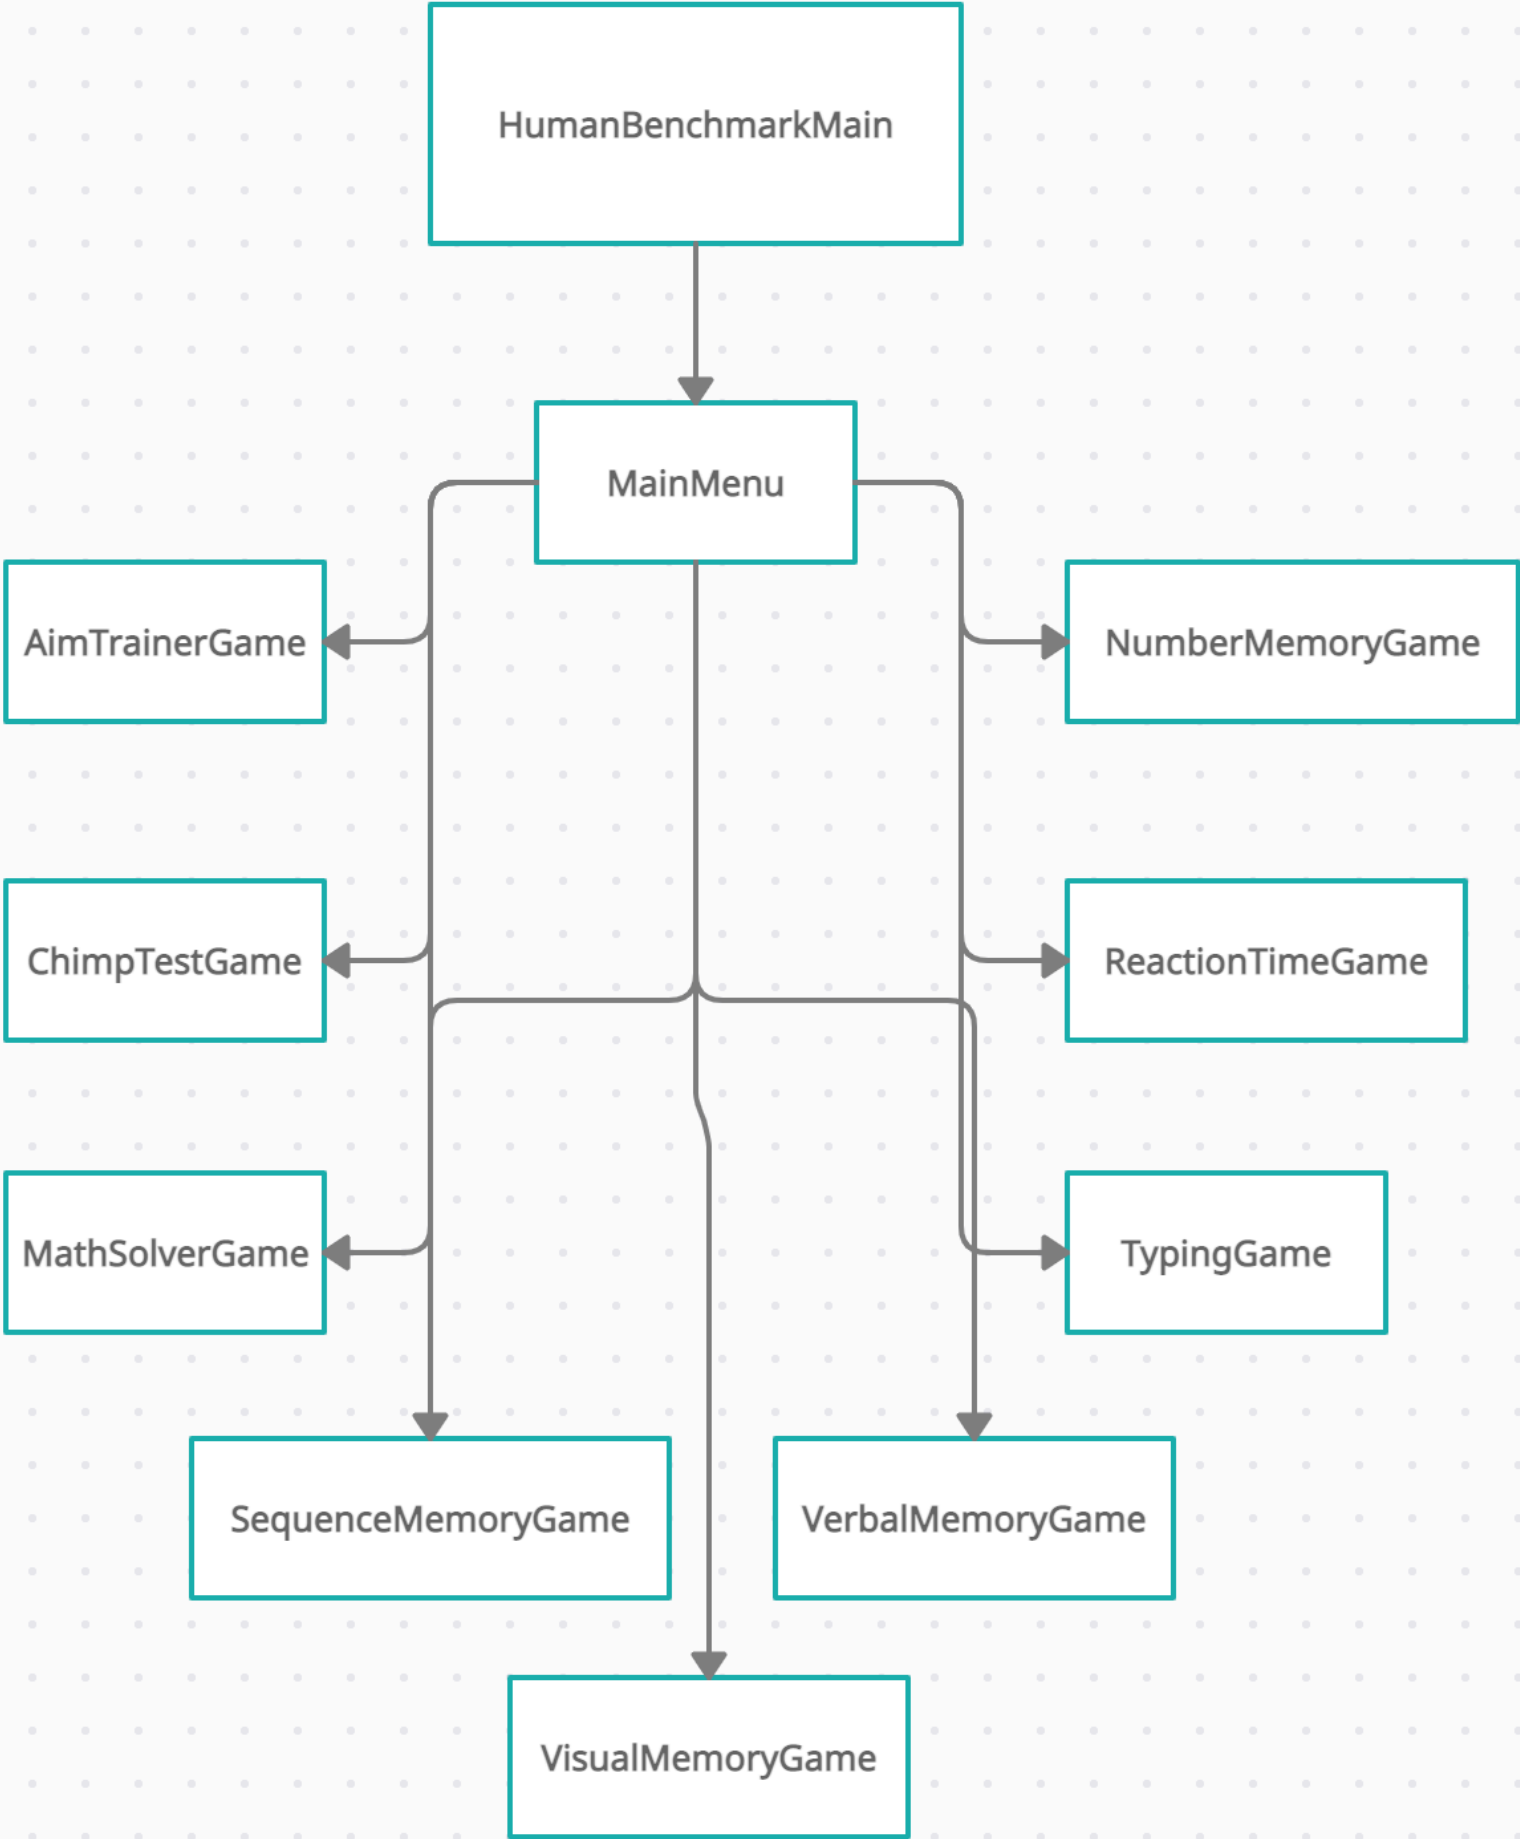 HumanBenchmarkMain
MainMenu
AimTrainerGame
NumberMemoryGame
ChimpTestGame
ReactionTimeGame
MathSolverGame
TypingGame
SequenceMemoryGame
VerbalMemoryGame
VisualMemoryGame